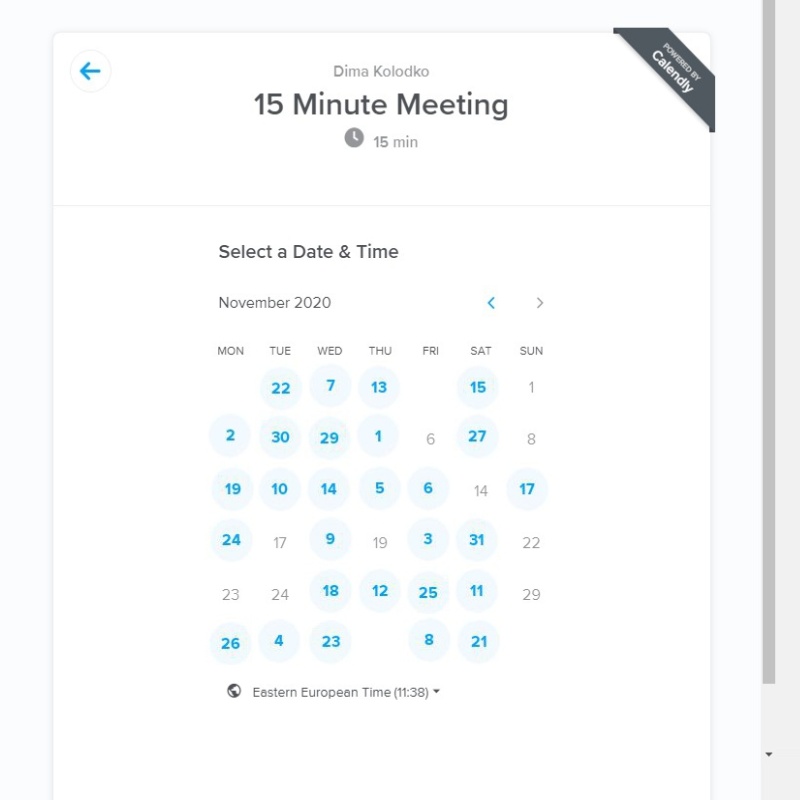 Dima Kolodko
POWERED BY
Calendly
15 Minute Meeting
15 min
Select a Date & Time
November 2020
MON TUE WED THU FRI SAT SUN
22 7 13 15 1
2 30 29 1 6 27 8
19 10 14 5 6 14 17
24 17 9 19 3 31 22
23 24 18 12 25 11 29
26 4 23 8 21
Eastern European Time (11:38)